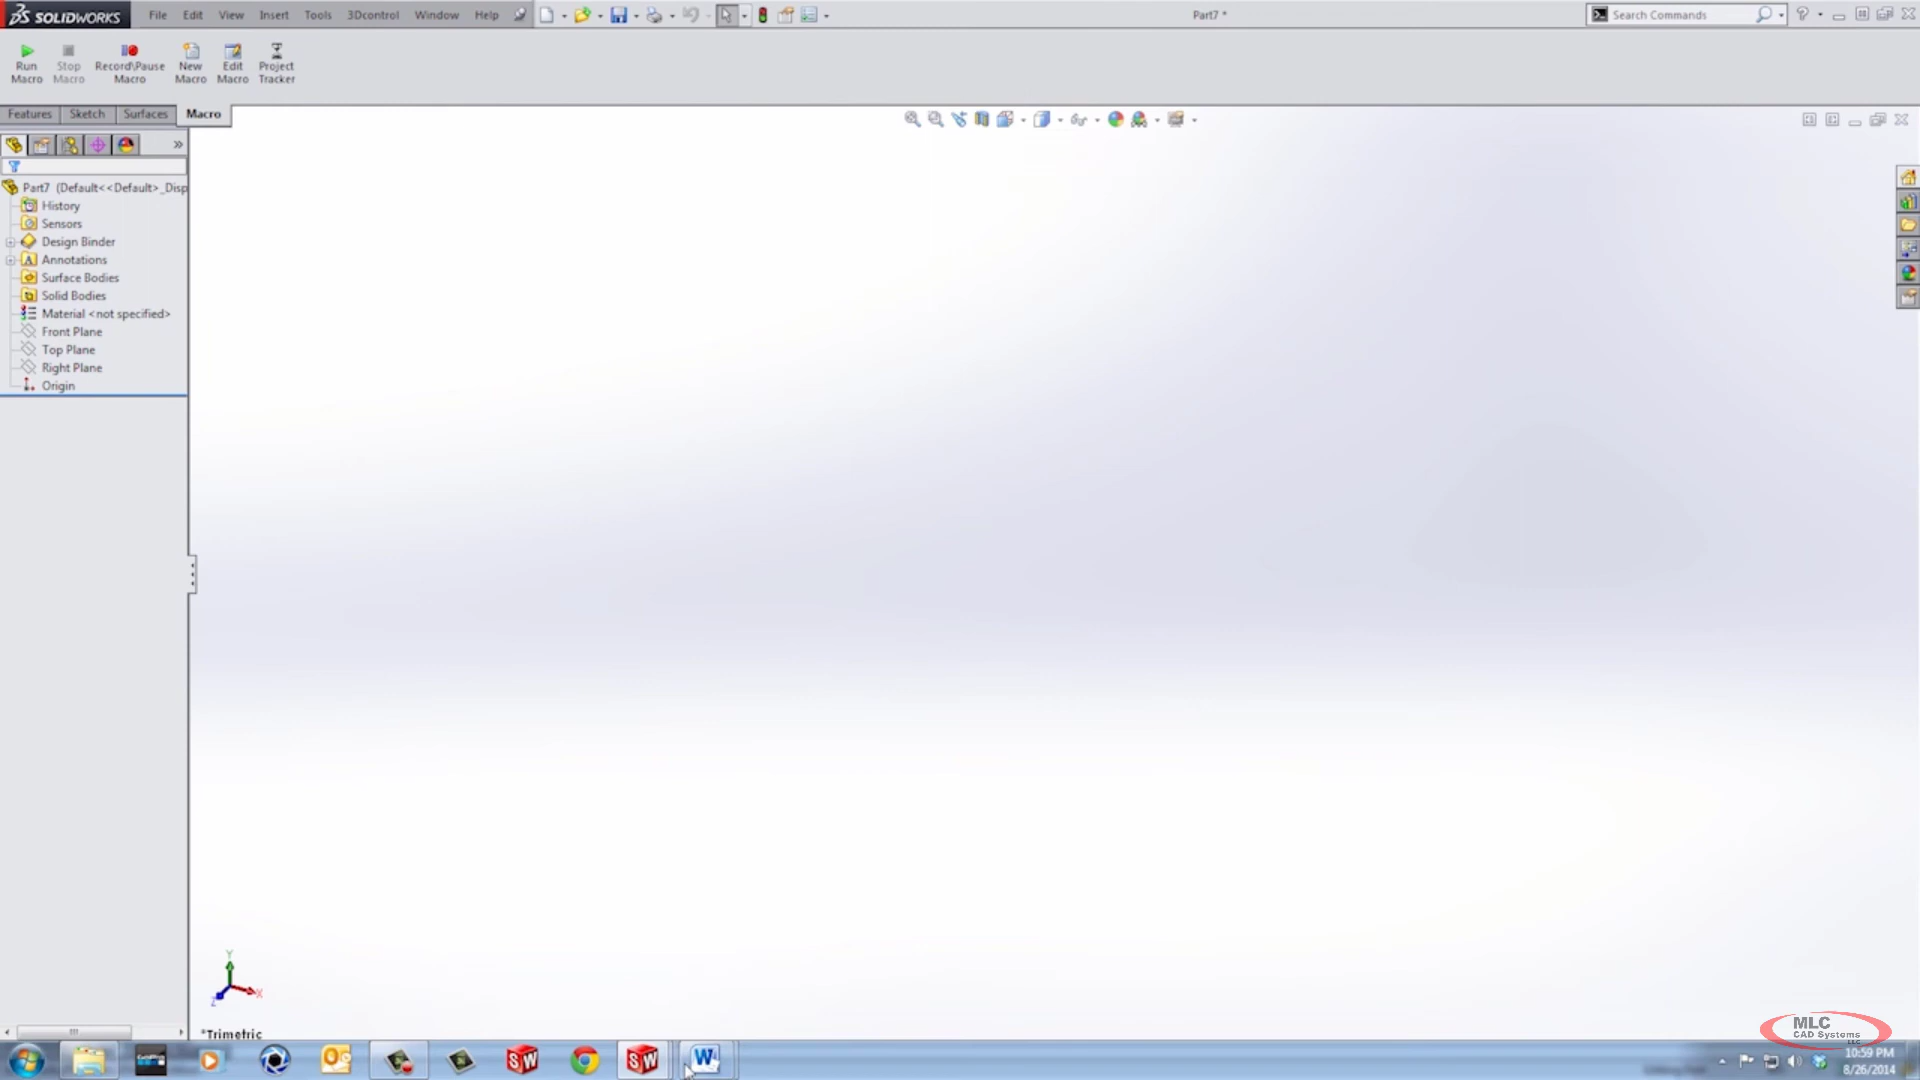 SOLIDWORKS File Edit View Insert Tools 3Dcontrol Window Help Part7 * Search Commands
Run Macro
Stop Macro
Record\Pause Macro
New Macro
Edit Macro
Project Tracker
Features Sketch Surfaces Macro
Part7 (Default<<Default>_Disp
History
Sensors
Design Binder
Annotations
Surface Bodies
Solid Bodies
Material <not specified>
Front Plane
Top Plane
Right Plane
Origin
Y
X
Z
*Trimetric
MLC
CAD Systems
LLC
10:59 PM
8/26/2014